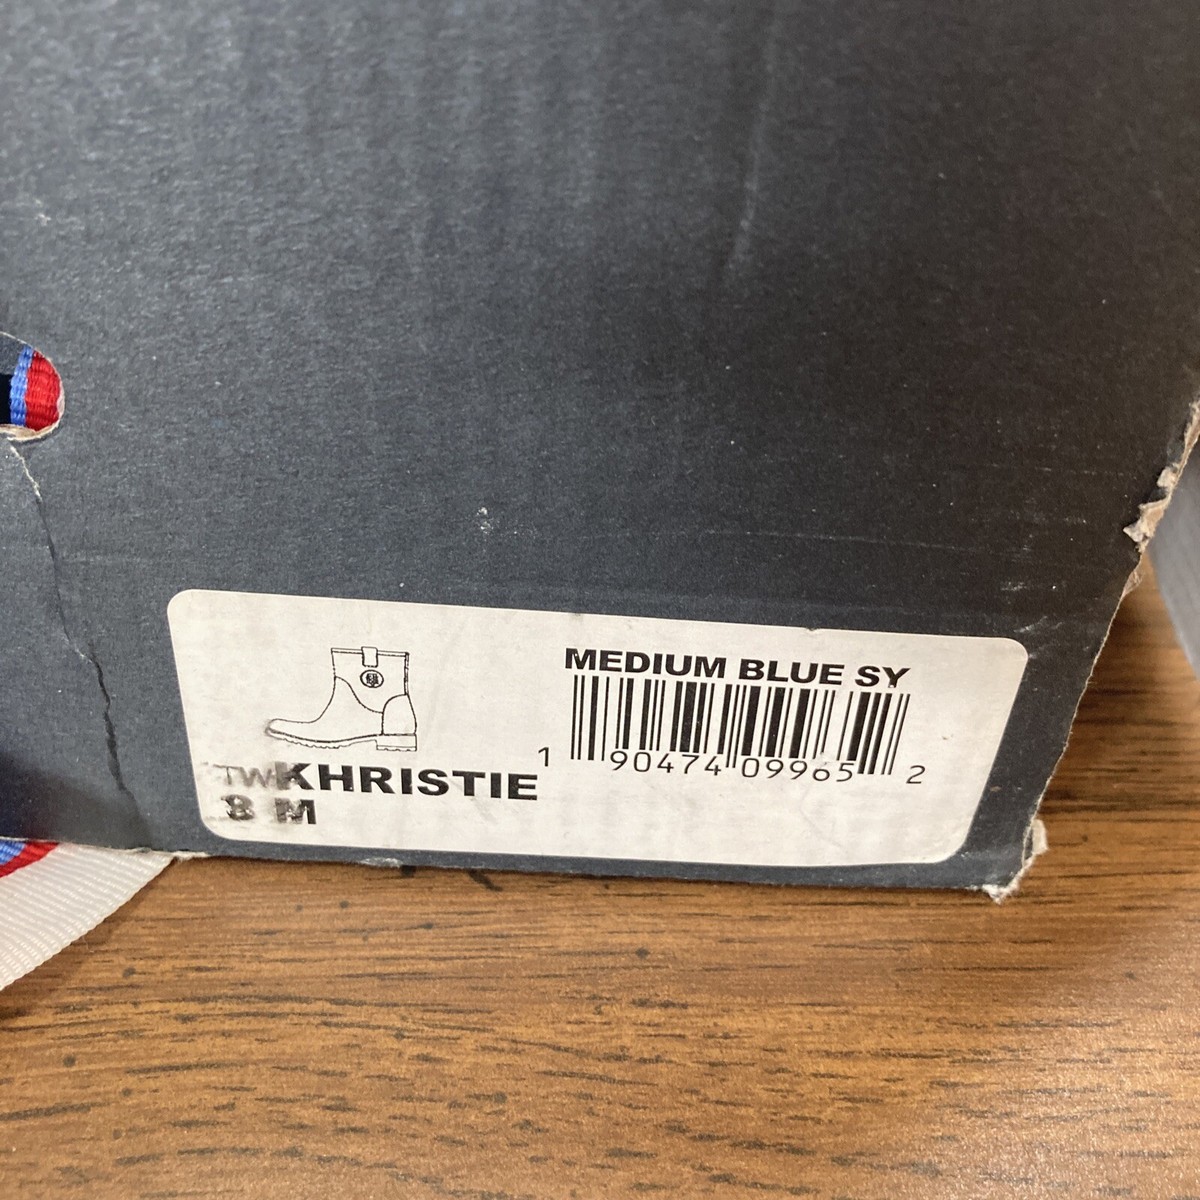 MEDIUM BLUE SY
1 90474 09965 2
TWKHRISTIE
8 M